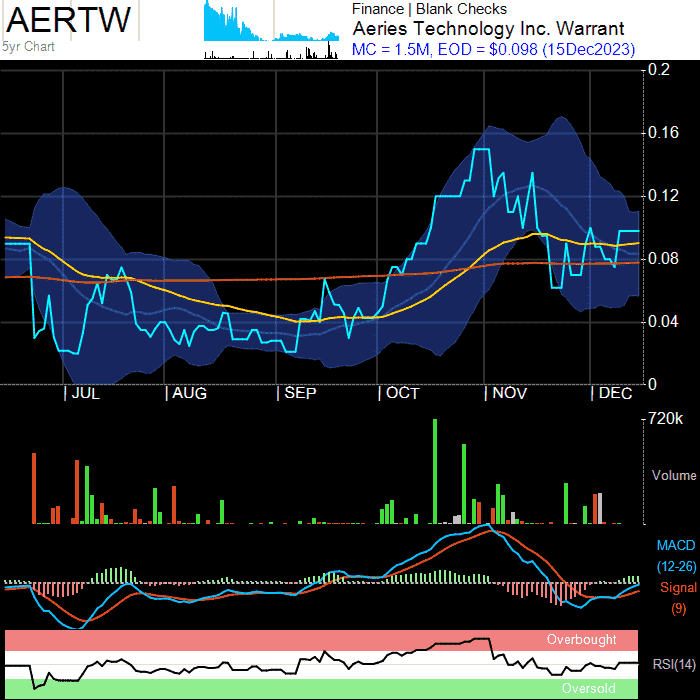 AERTW
5yr Chart
Finance | Blank Checks
Aeries Technology Inc. Warrant
MC = 1.5M, EOD = $0.098 (15Dec2023)
0.2
0.16
0.12
0.08
0.04
0
JUL AUG SEP OCT NOV DEC
720k
Volume
MACD
(12-26)
Signal
(9)
Overbought
RSI(14)
Oversold